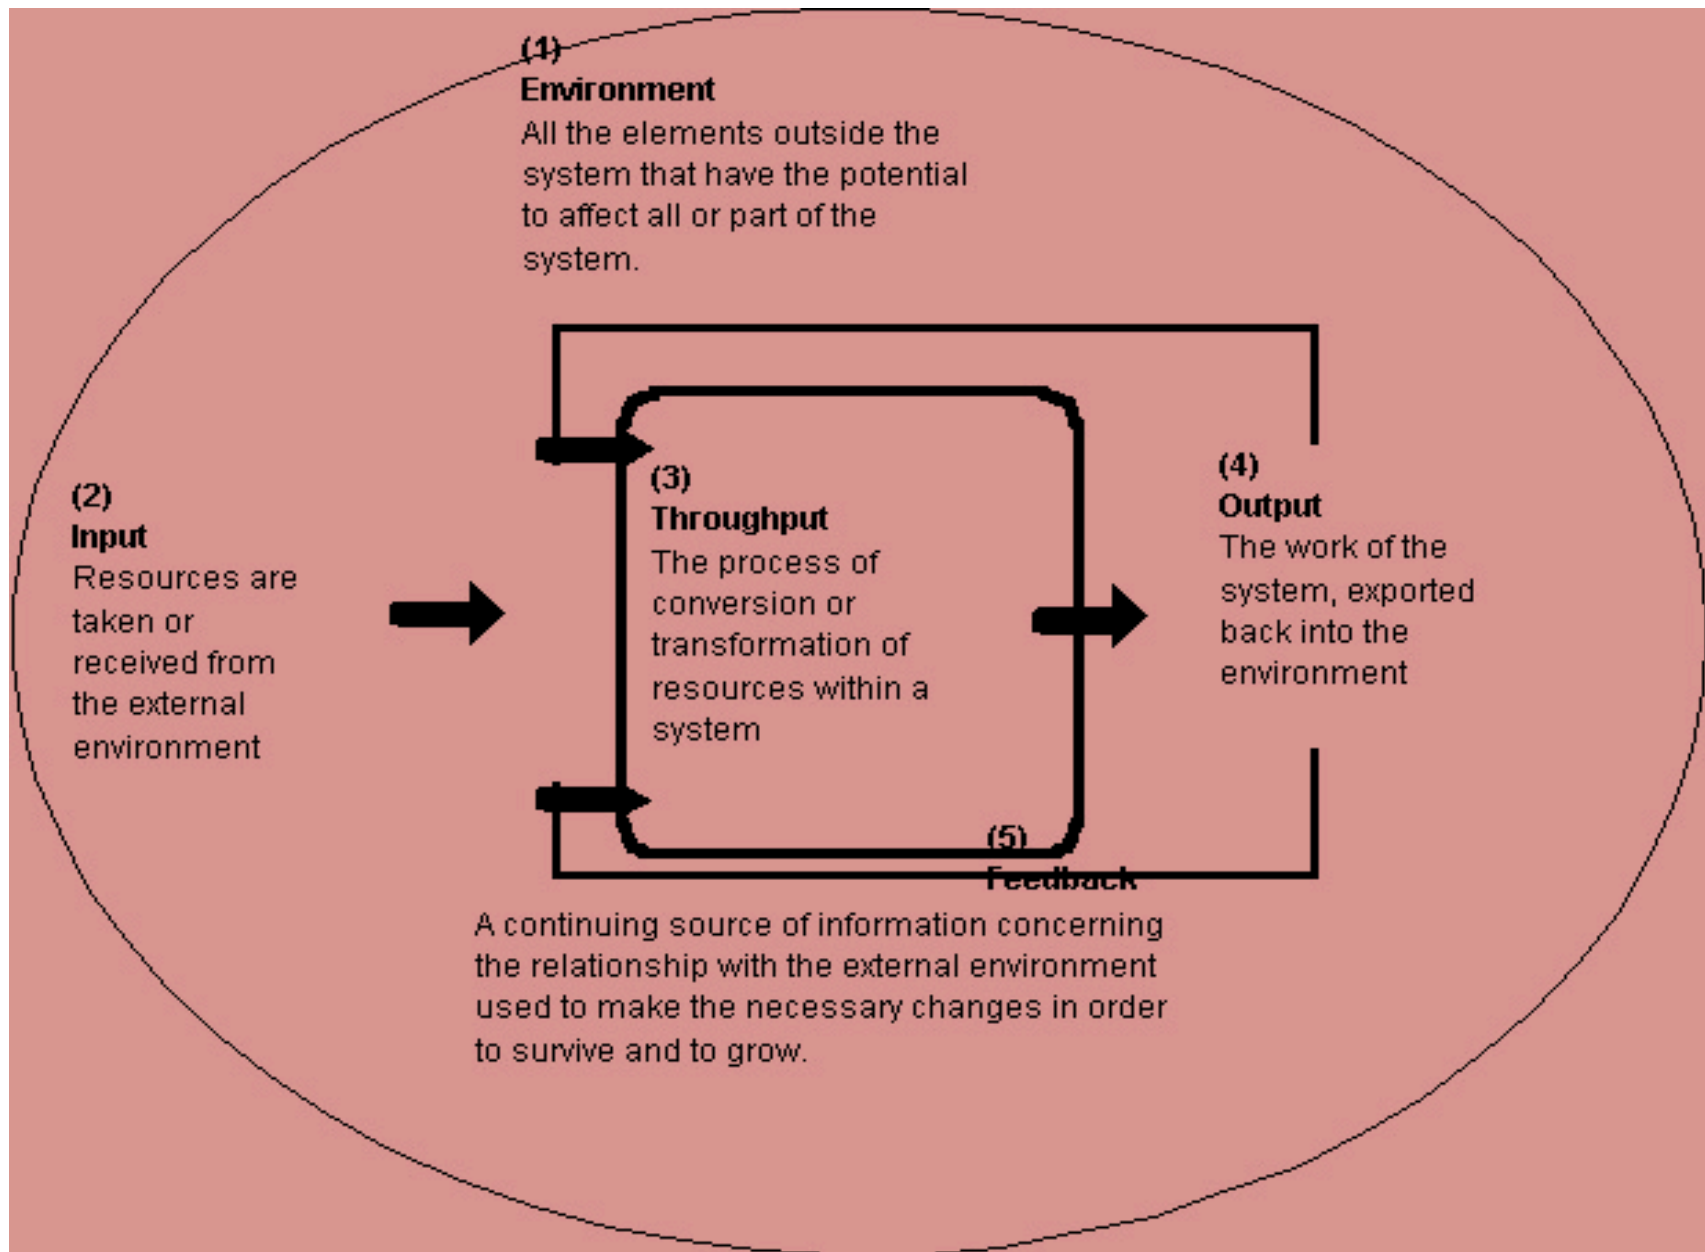 (1)
Environment
All the elements outside the
system that have the potential
to affect all or part of the
system.
(2)
Input
Resources are
taken or
received from
the external
environment
(3)
Throughput
The process of
conversion or
transformation of
resources within a
system
(4)
Output
The work of the
system, exported
back into the
environment
(5)
Feedback
A continuing source of information concerning
the relationship with the external environment
used to make the necessary changes in order
to survive and to grow.